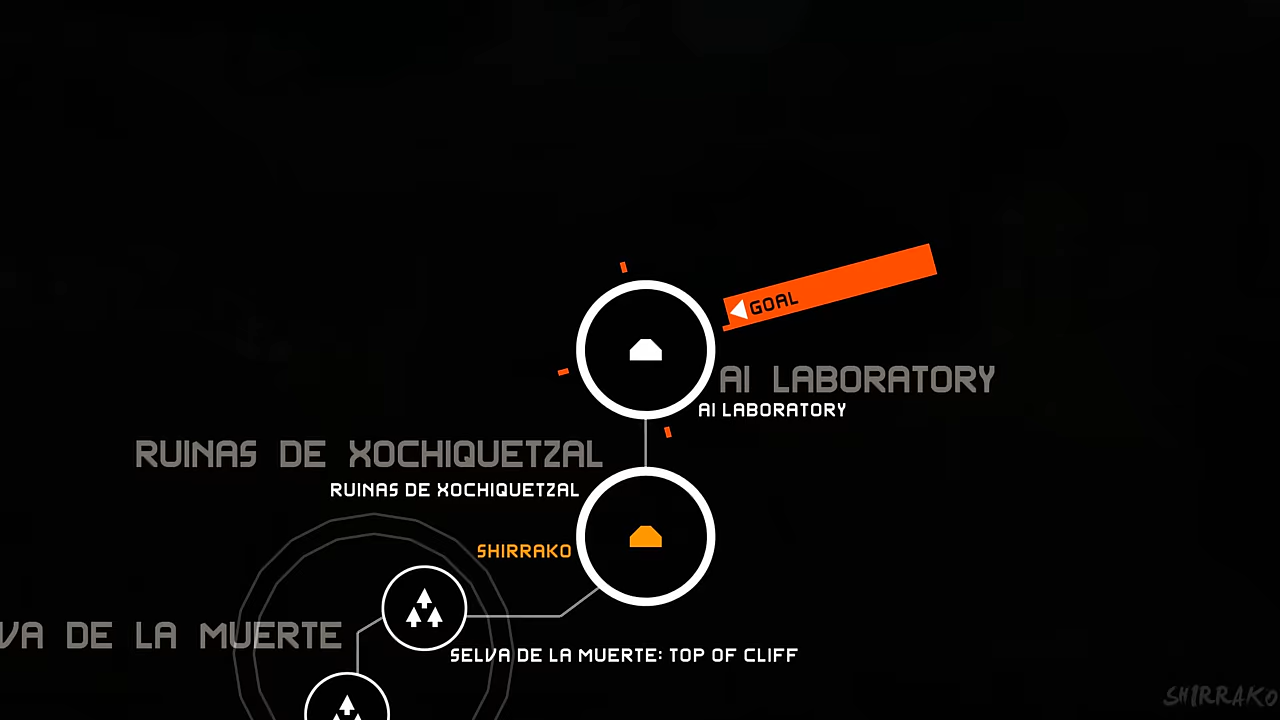 GOAL
AI LABORATORY
AI LABORATORY
RUINAS DE XOCHIQUETZAL
RUINAS DE XOCHIQUETZAL
SHIRRAKO
VA DE LA MUERTE
SELVA DE LA MUERTE: TOP OF CLIFF
SHIRRAKO